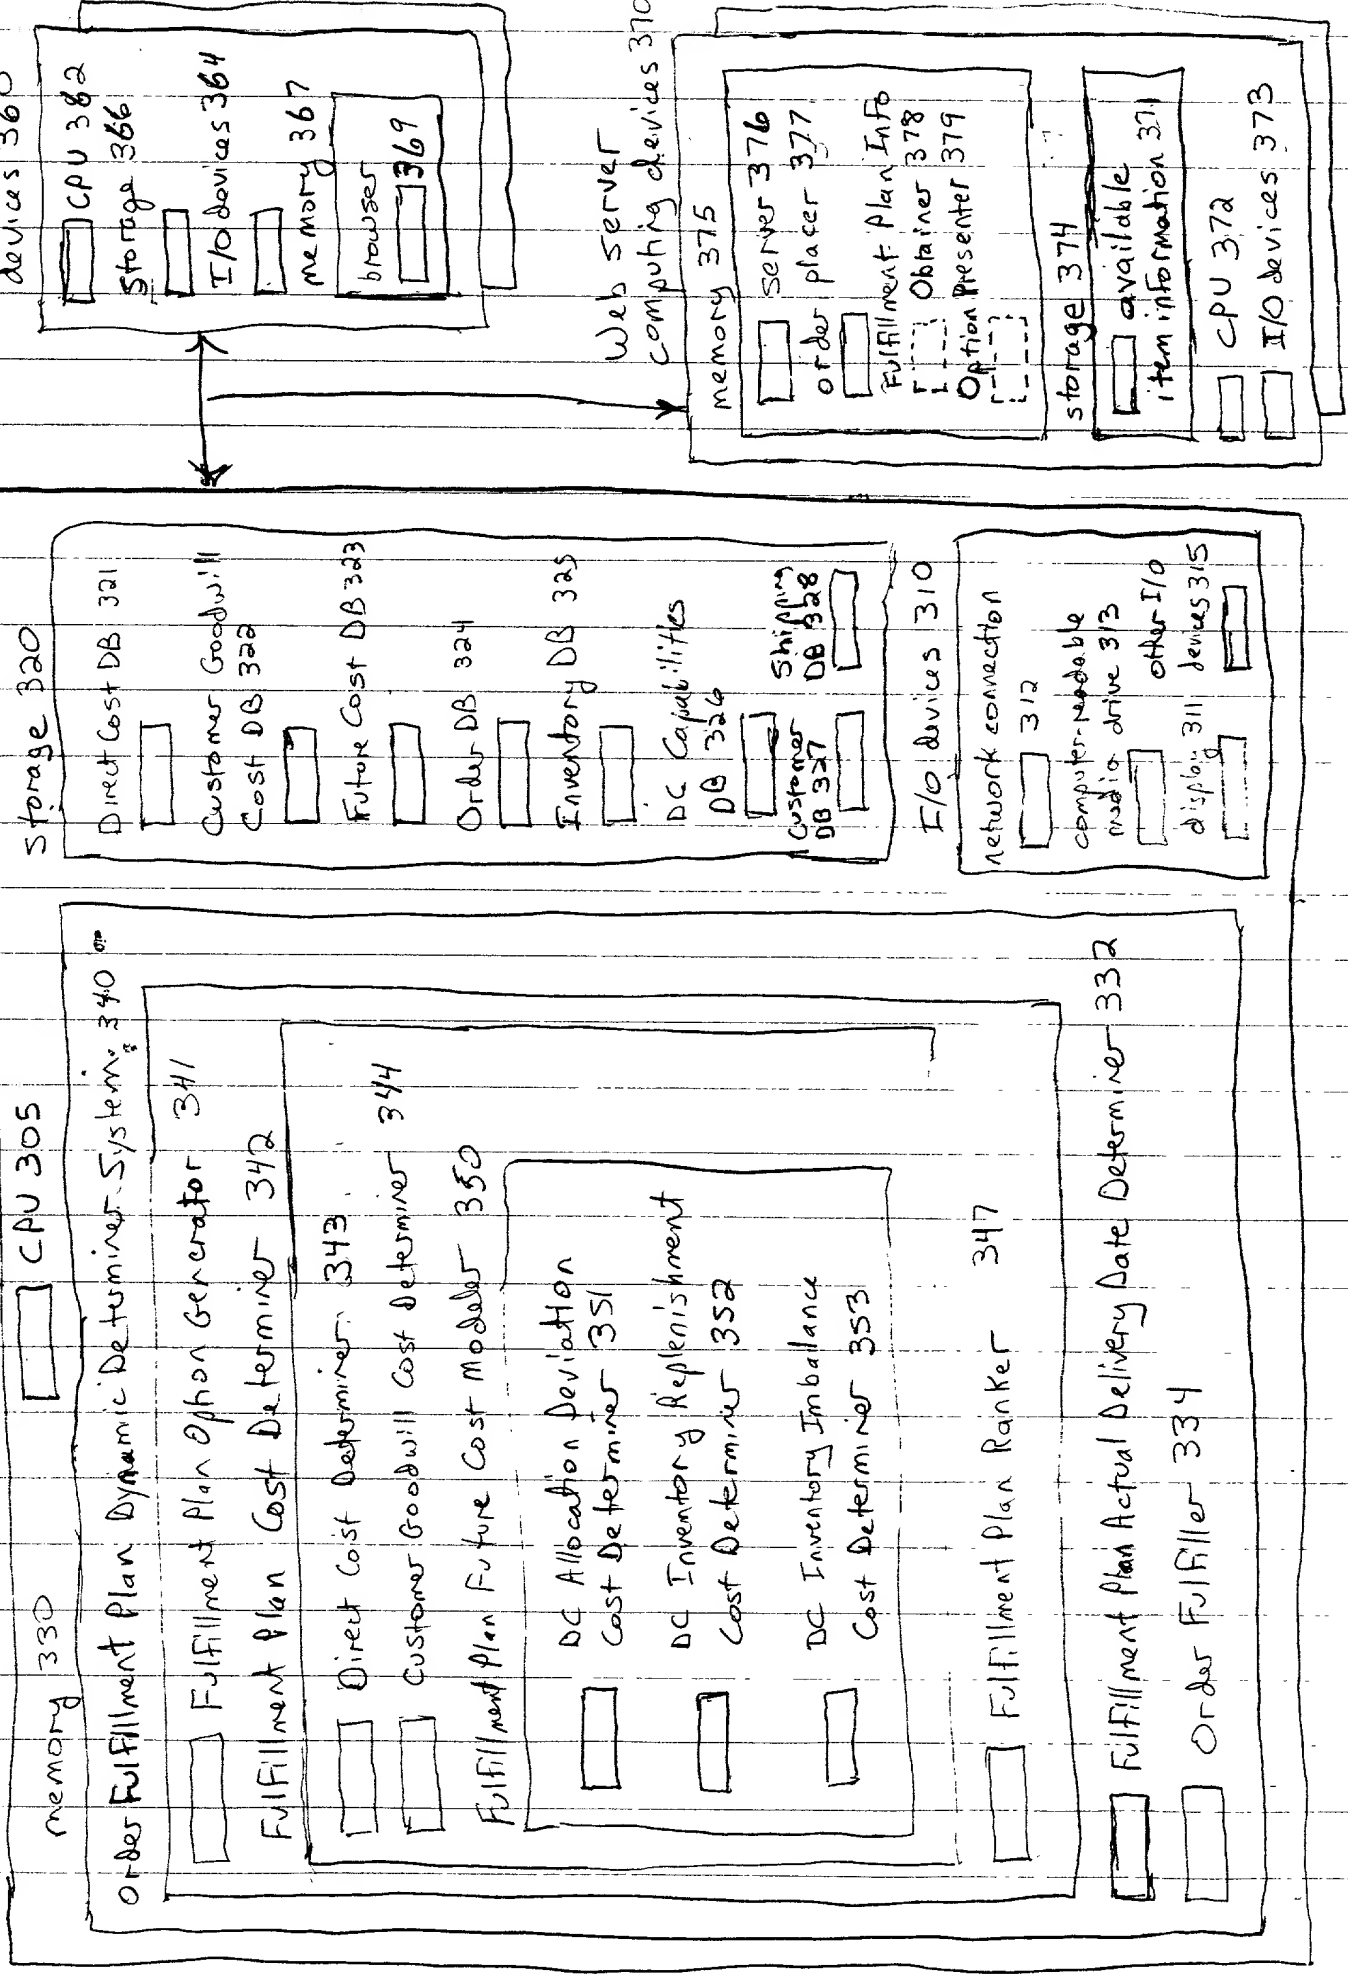 CPU 305
memory 330
Order Fulfillment Plan Dynamic Determiner System 340
Fulfillment Plan Option Generator 341
Fulfillment Plan Cost Determiner 342
Direct Cost Determiner 343
Customer Goodwill Cost Determiner 344
Fulfillment Plan Future Cost Modeler 350
DC Allocation Deviation
Cost Determiner 351
DC Inventory Replenishment
Cost Determiner 352
DC Inventory Imbalance
Cost Determiner 353
Fulfillment Plan Ranker 347
Fulfillment Plan Actual Delivery Date Determiner 332
Order Fulfiller 334
storage 320
Direct Cost DB 321
Customer Goodwill
Cost DB 322
Future Cost DB 323
Order DB 324
Inventory DB 325
DC Capabilities
DB 326
Customer
DB 327
Shipping
DB 328
I/O devices 310
network connection
312
computer-readable
media drive 313
display 311
other I/O
devices 315
devices 360
CPU 362
Storage 366
I/O devices 364
memory 367
browser
369
Web Server
computing devices 370
memory 375
server 376
order placer 377
Fulfillment Plan Info
Obtainer 378
Option Presenter 379
storage 374
available
item information 371
CPU 372
I/O devices 373